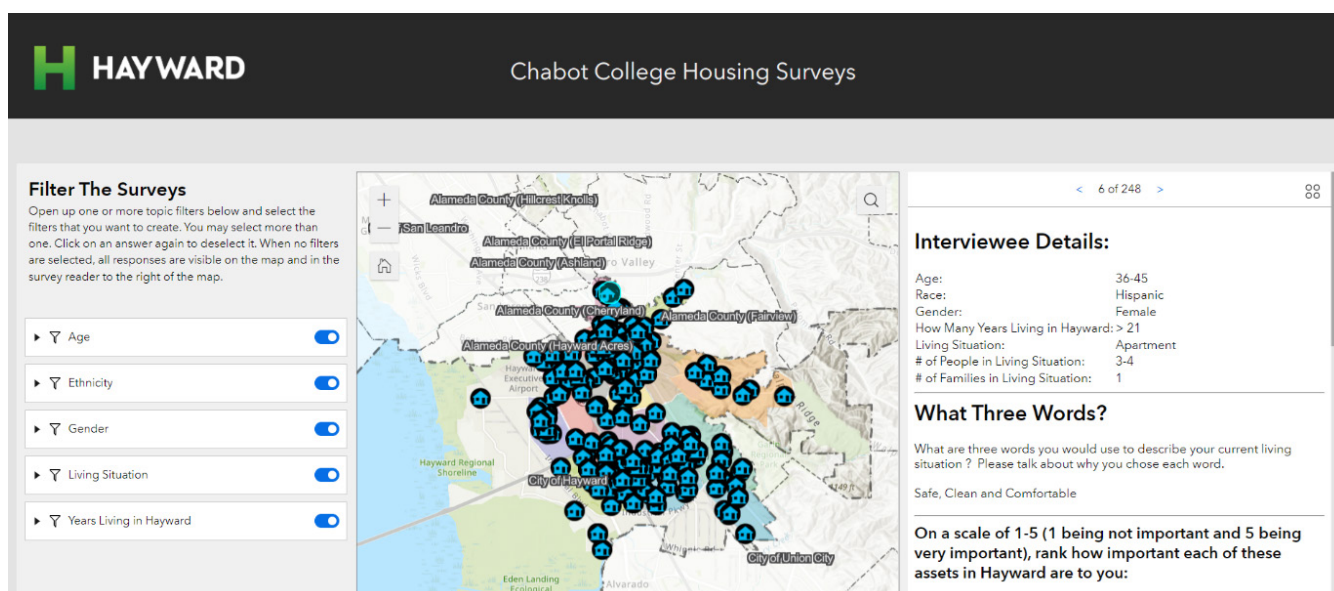 HAYWARD
Chabot College Housing Surveys
Filter The Surveys
Open up one or more topic filters below and select the
filters that you want to create. You may select more than
one. Click on an answer again to deselect it. When no filters
are selected, all responses are visible on the map and in the
survey reader to the right of the map.
Age
Ethnicity
Gender
Living Situation
Years Living in Hayward
Alameda County (Hillcrest Knolls)
/San Leandro
Alameda County (El Portal Ridge)
Alameda County (Ashland)
ro Valley
238
San
Alameda County (Cherryland)
Alameda County (Fairview)
Alameda County (Hayward Acres)
Executive
Airport
Ridge
Hayward Regional
Shoreline
City of Hayward
City of Union City
Eden Landing
Ecological
Alvarado
< 6 of 248 >
Interviewee Details:
Age: 36-45
Race: Hispanic
Gender: Female
How Many Years Living in Hayward: > 21
Living Situation: Apartment
# of People in Living Situation: 3-4
# of Families in Living Situation: 1
What Three Words?
What are three words you would use to describe your current living
situation ? Please talk about why you chose each word.
Safe, Clean and Comfortable
On a scale of 1-5 (1 being not important and 5 being
very important), rank how important each of these
assets in Hayward are to you: